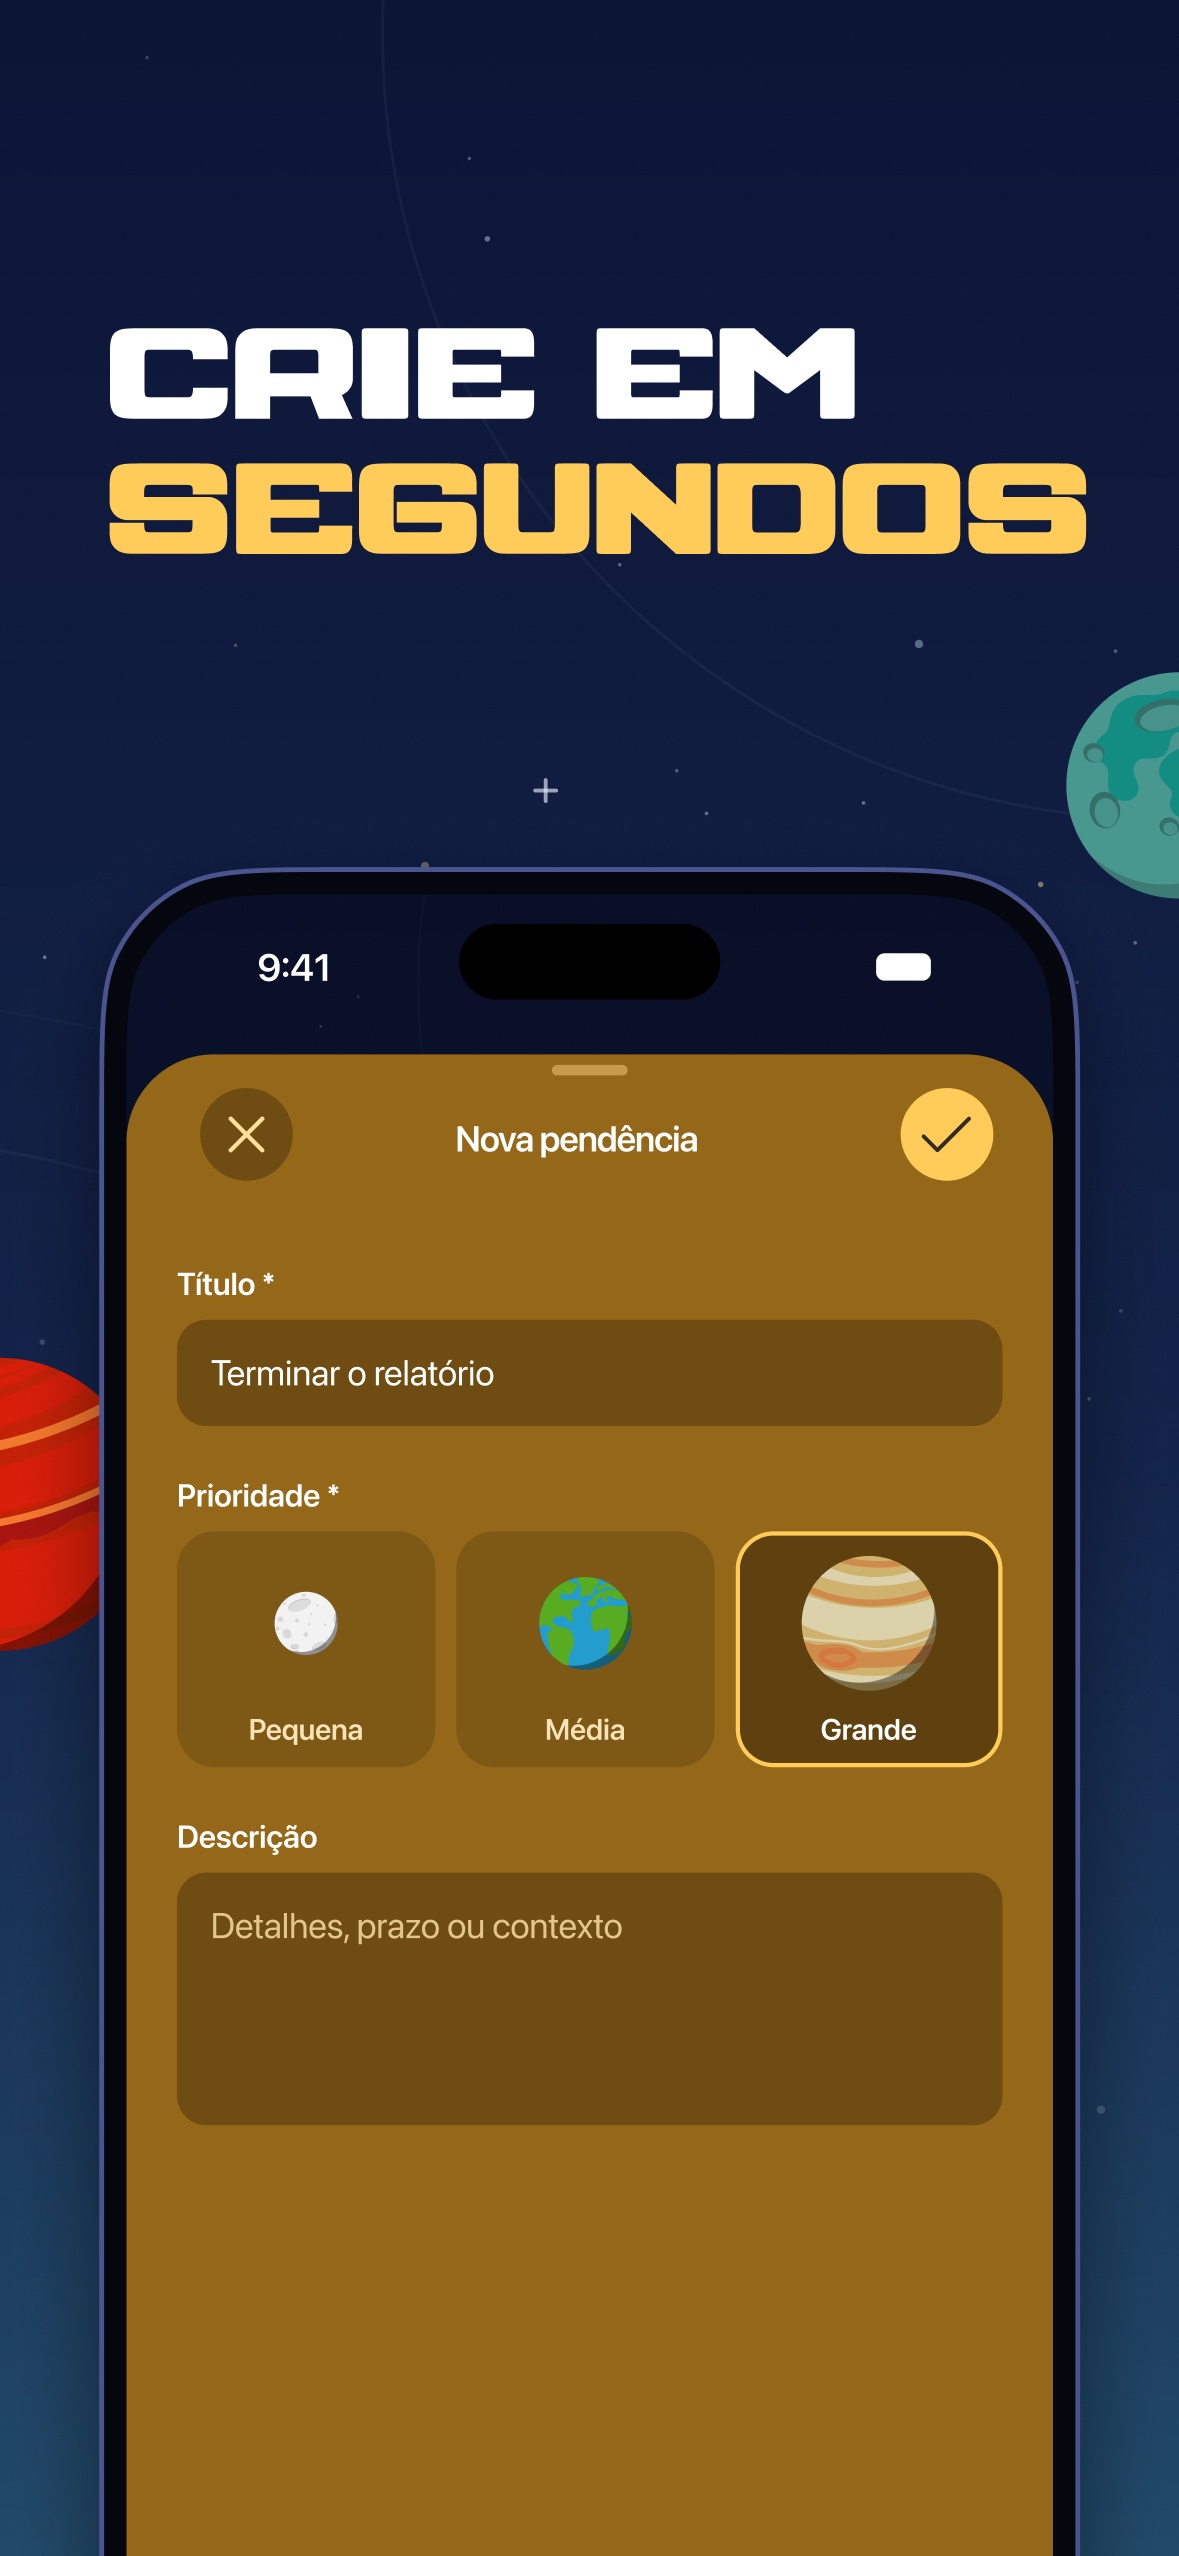 CRIE EM
SEGUNDOS
9:41
Nova pendência
Título *
Terminar o relatório
Prioridade *
Pequena
Média
Grande
Descrição
Detalhes, prazo ou contexto